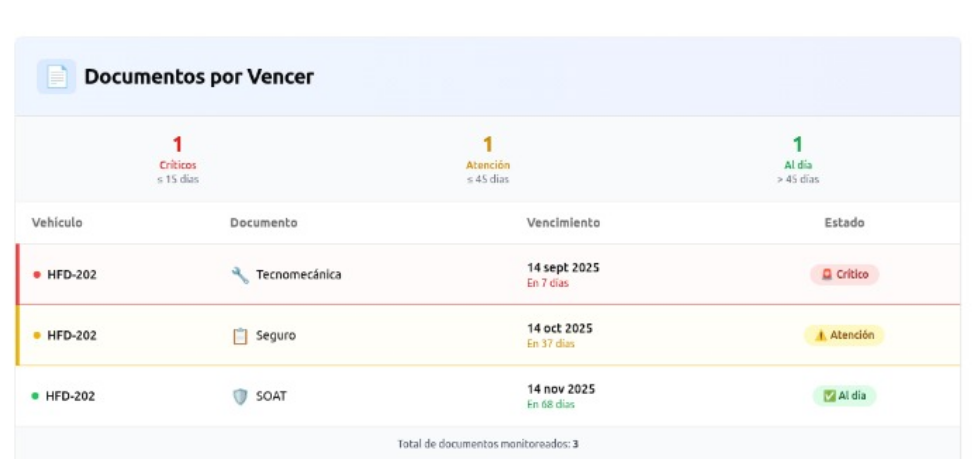 Documentos por Vencer
1 1 1
Críticos Atención Al día
≤ 15 días ≤ 45 días > 45 días
Vehículo Documento Vencimiento Estado
HFD-202 Tecnomecánica 14 sept 2025 Crítico
En 7 días
HFD-202 Seguro 14 oct 2025 Atención
En 37 días
HFD-202 SOAT 14 nov 2025 Al día
En 68 días
Total de documentos monitoreados: 3